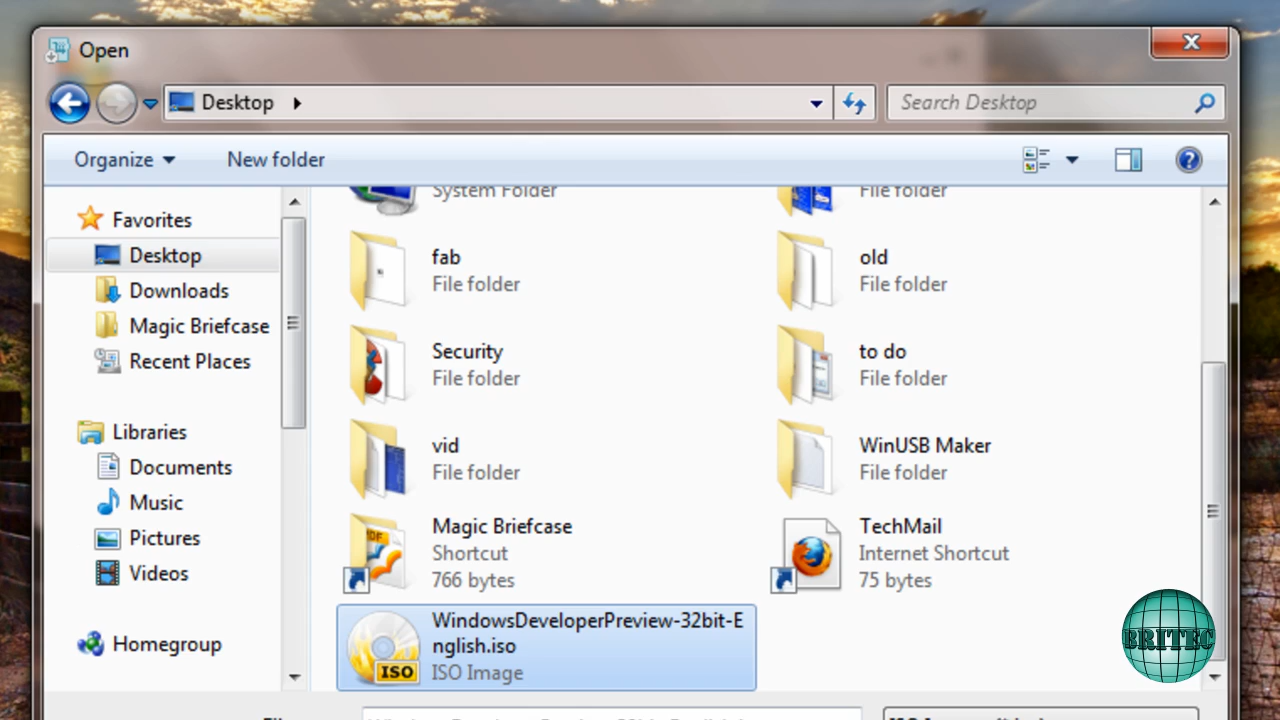 Open
Desktop
Search Desktop
Organize
New folder
Favorites
Desktop
Downloads
Magic Briefcase
Recent Places
Libraries
Documents
Music
Pictures
Videos
Homegroup
System Folder
File folder
fab
File folder
old
File folder
Security
File folder
to do
File folder
vid
File folder
WinUSB Maker
File folder
Magic Briefcase
Shortcut
766 bytes
TechMail
Internet Shortcut
75 bytes
WindowsDeveloperPreview-32bit-E
nglish.iso
ISO Image
ISO
PDF
BRITEC